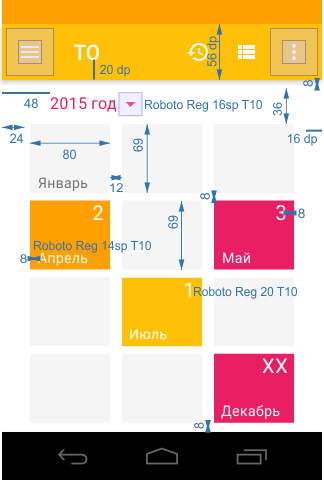 ТО
56 dp
20 dp
8
48
2015 год
Roboto Reg 16sp T10
36
24
16 dp
80
69
Январь
12
8
2
3
8
69
Roboto Reg 14sp T10
8
Апрель
Май
1
Roboto Reg 20 T10
Июль
XX
Декабрь
8